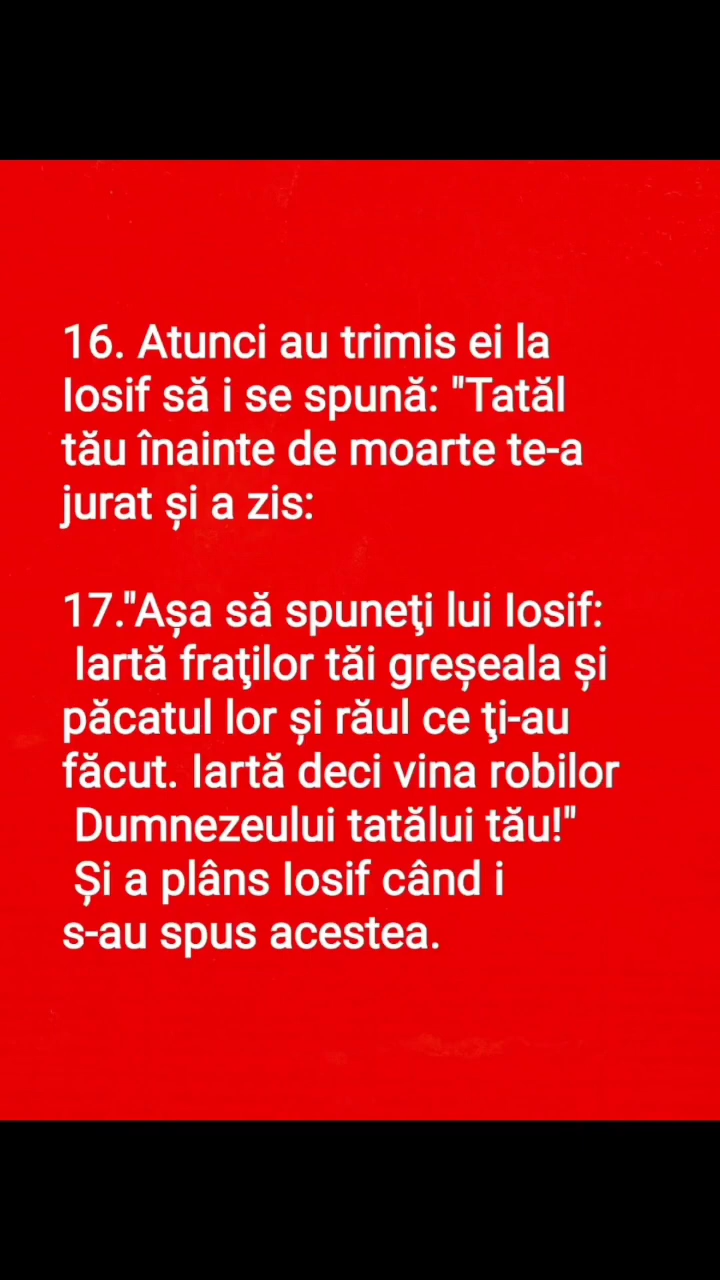 16. Atunci au trimis ei la
Iosif să i se spună: "Tatăl
tău înainte de moarte te-a
jurat și a zis:
17."Așa să spuneţi lui Iosif:
Iartă fraţilor tăi greșeala și
păcatul lor și răul ce ţi-au
făcut. Iartă deci vina robilor
Dumnezeului tatălui tău!"
Și a plâns Iosif când i
s-au spus acestea.